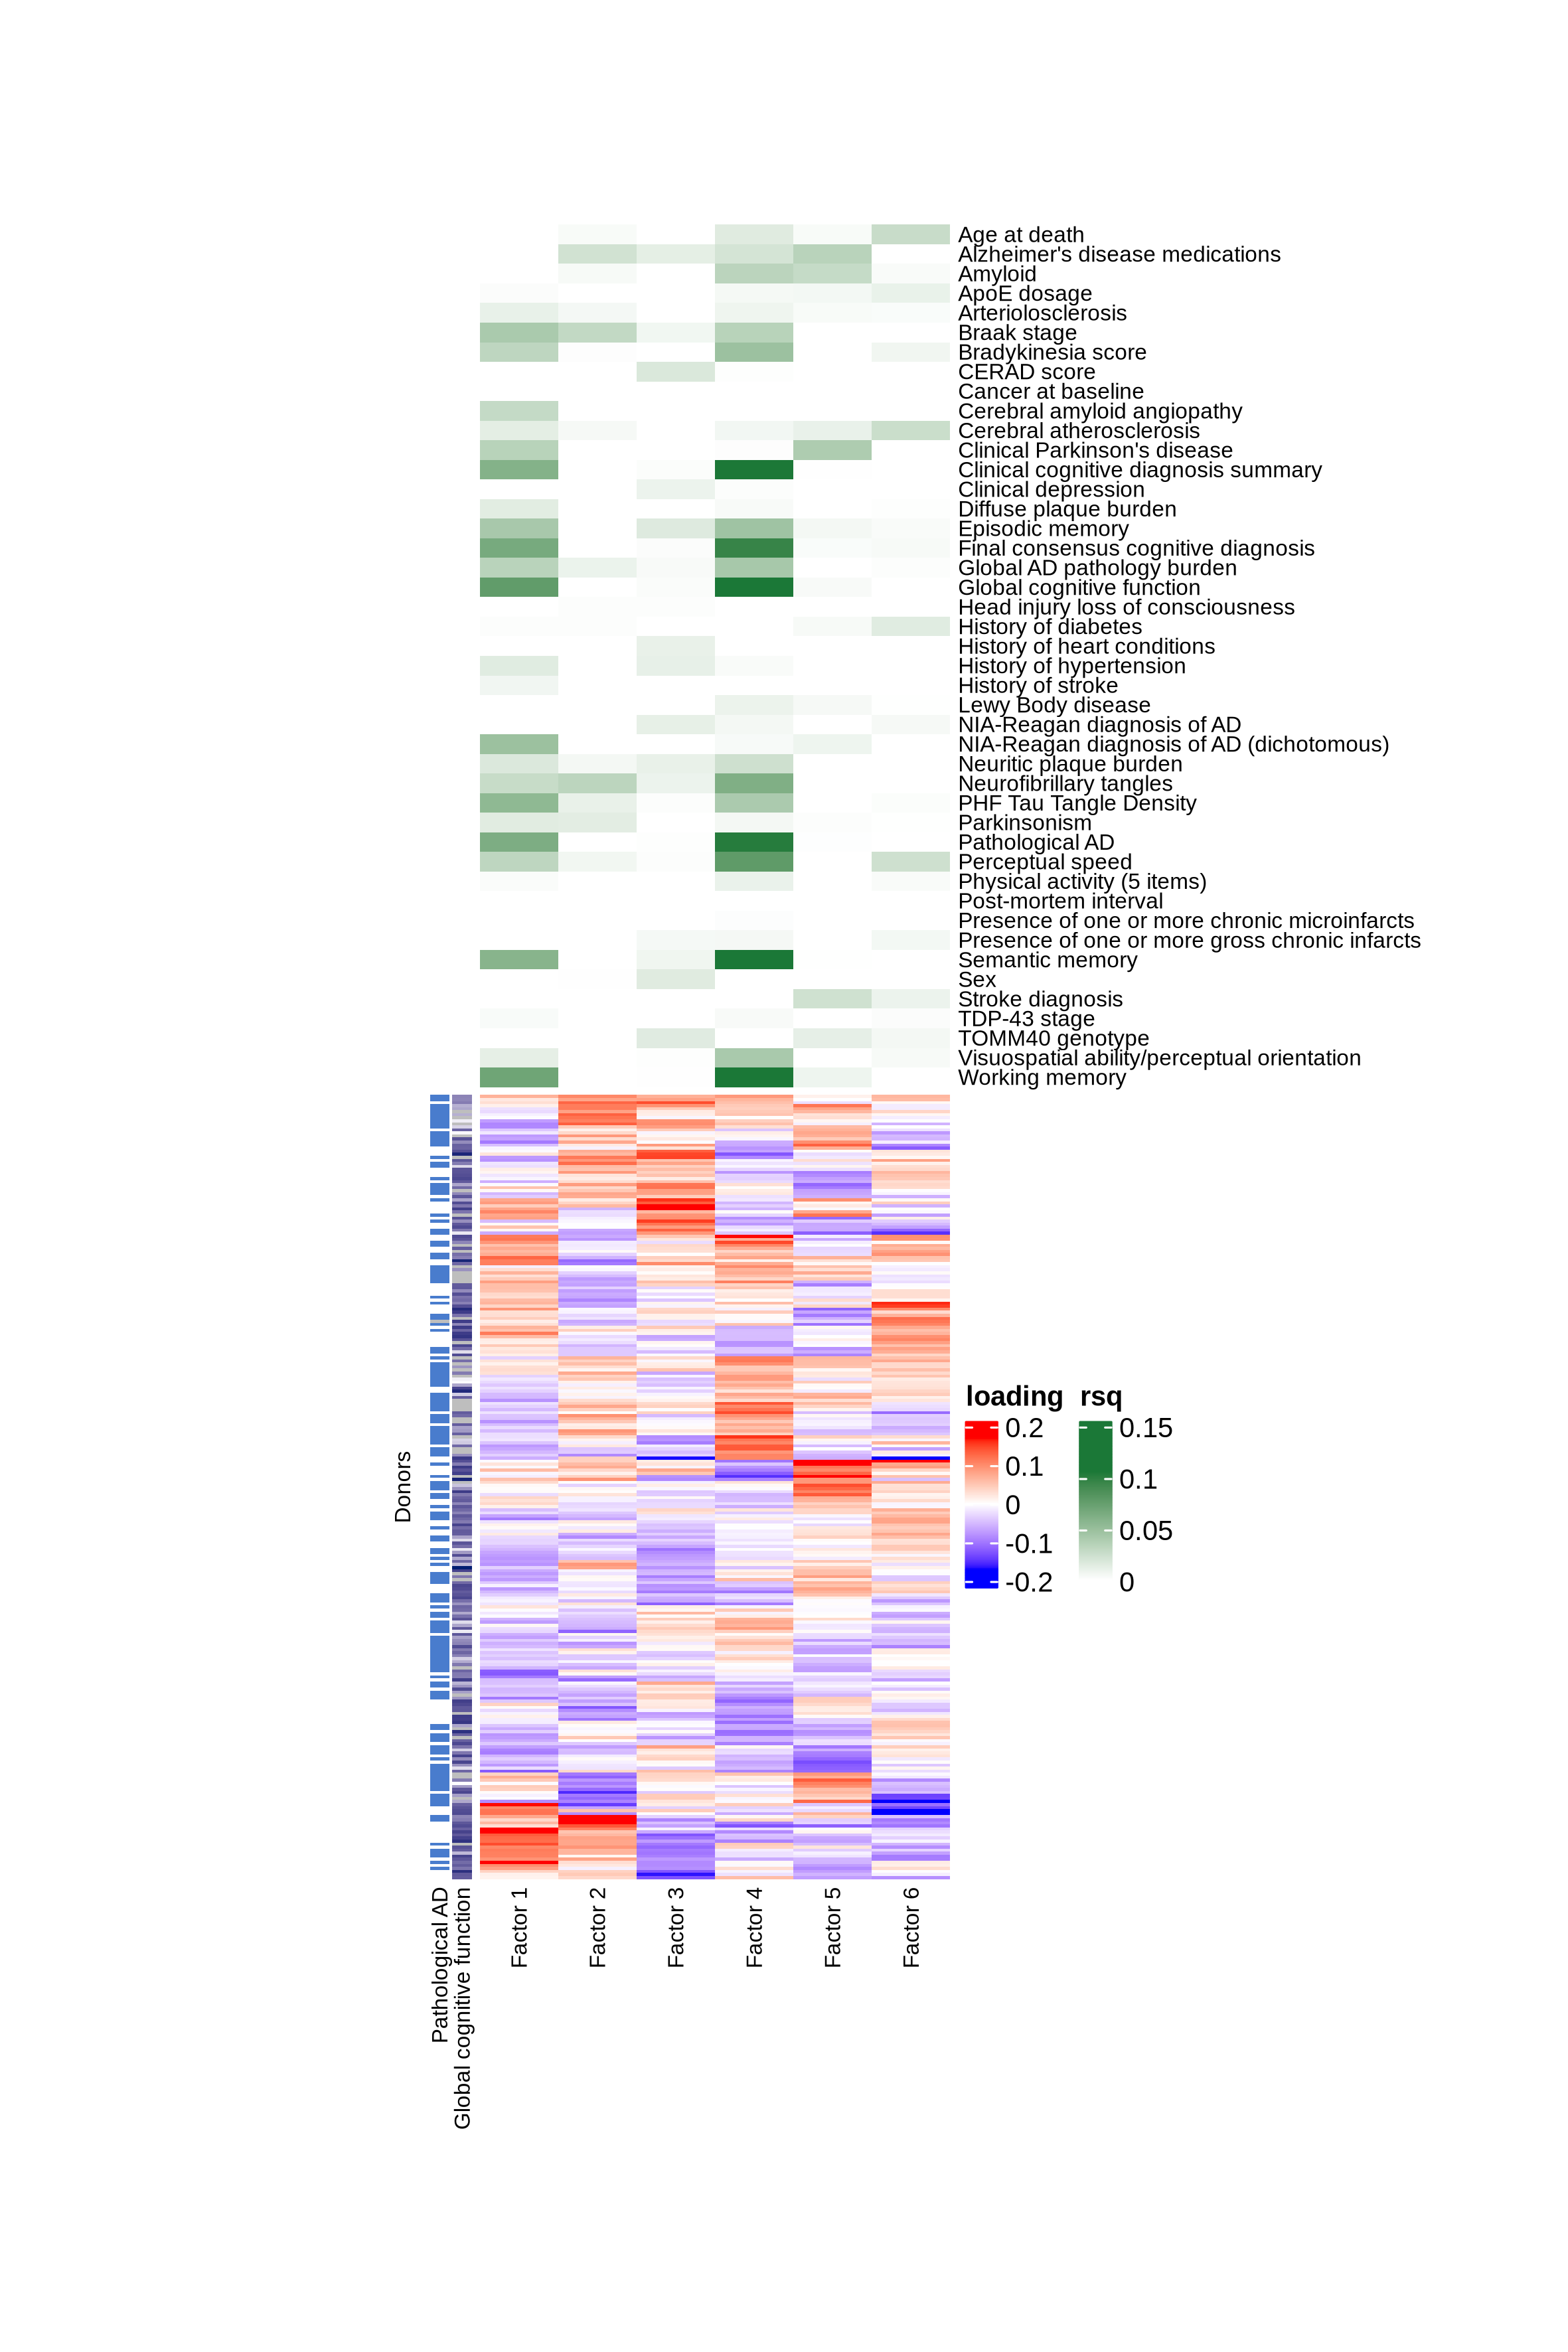 Age at death
Alzheimer's disease medications
Amyloid
ApoE dosage
Arteriolosclerosis
Braak stage
Bradykinesia score
CERAD score
Cancer at baseline
Cerebral amyloid angiopathy
Cerebral atherosclerosis
Clinical Parkinson's disease
Clinical cognitive diagnosis summary
Clinical depression
Diffuse plaque burden
Episodic memory
Final consensus cognitive diagnosis
Global AD pathology burden
Global cognitive function
Head injury loss of consciousness
History of diabetes
History of heart conditions
History of hypertension
History of stroke
Lewy Body disease
NIA-Reagan diagnosis of AD
NIA-Reagan diagnosis of AD (dichotomous)
Neuritic plaque burden
Neurofibrillary tangles
PHF Tau Tangle Density
Parkinsonism
Pathological AD
Perceptual speed
Physical activity (5 items)
Post-mortem interval
Presence of one or more chronic microinfarcts
Presence of one or more gross chronic infarcts
Semantic memory
Sex
Stroke diagnosis
TDP-43 stage
TOMM40 genotype
Visuospatial ability/perceptual orientation
Working memory
Donors
loading
0.2
0.1
0
-0.1
-0.2
rsq
0.15
0.1
0.05
0
Pathological AD
Global cognitive function
Factor 1
Factor 2
Factor 3
Factor 4
Factor 5
Factor 6